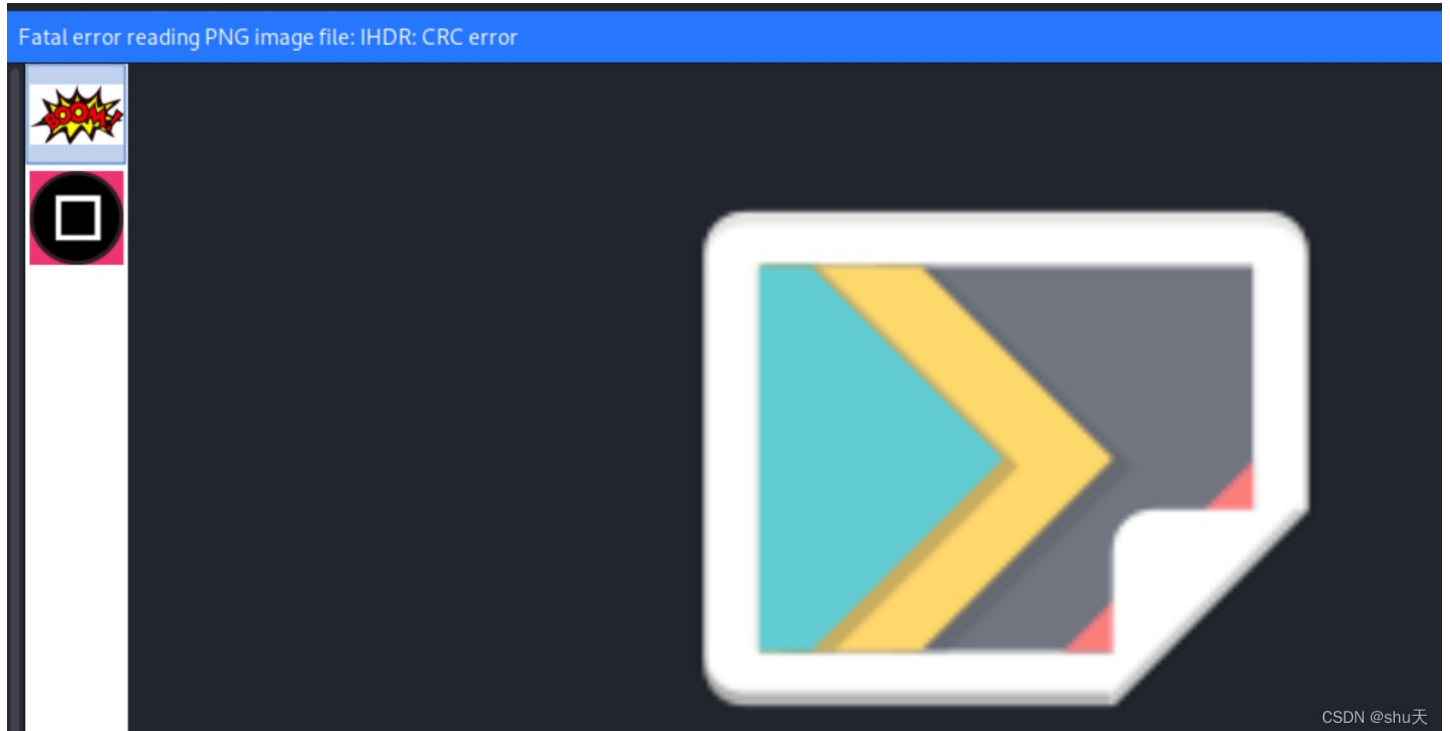 Fatal error reading PNG image file: IHDR: CRC error
BOOM!
CSDN @shu天